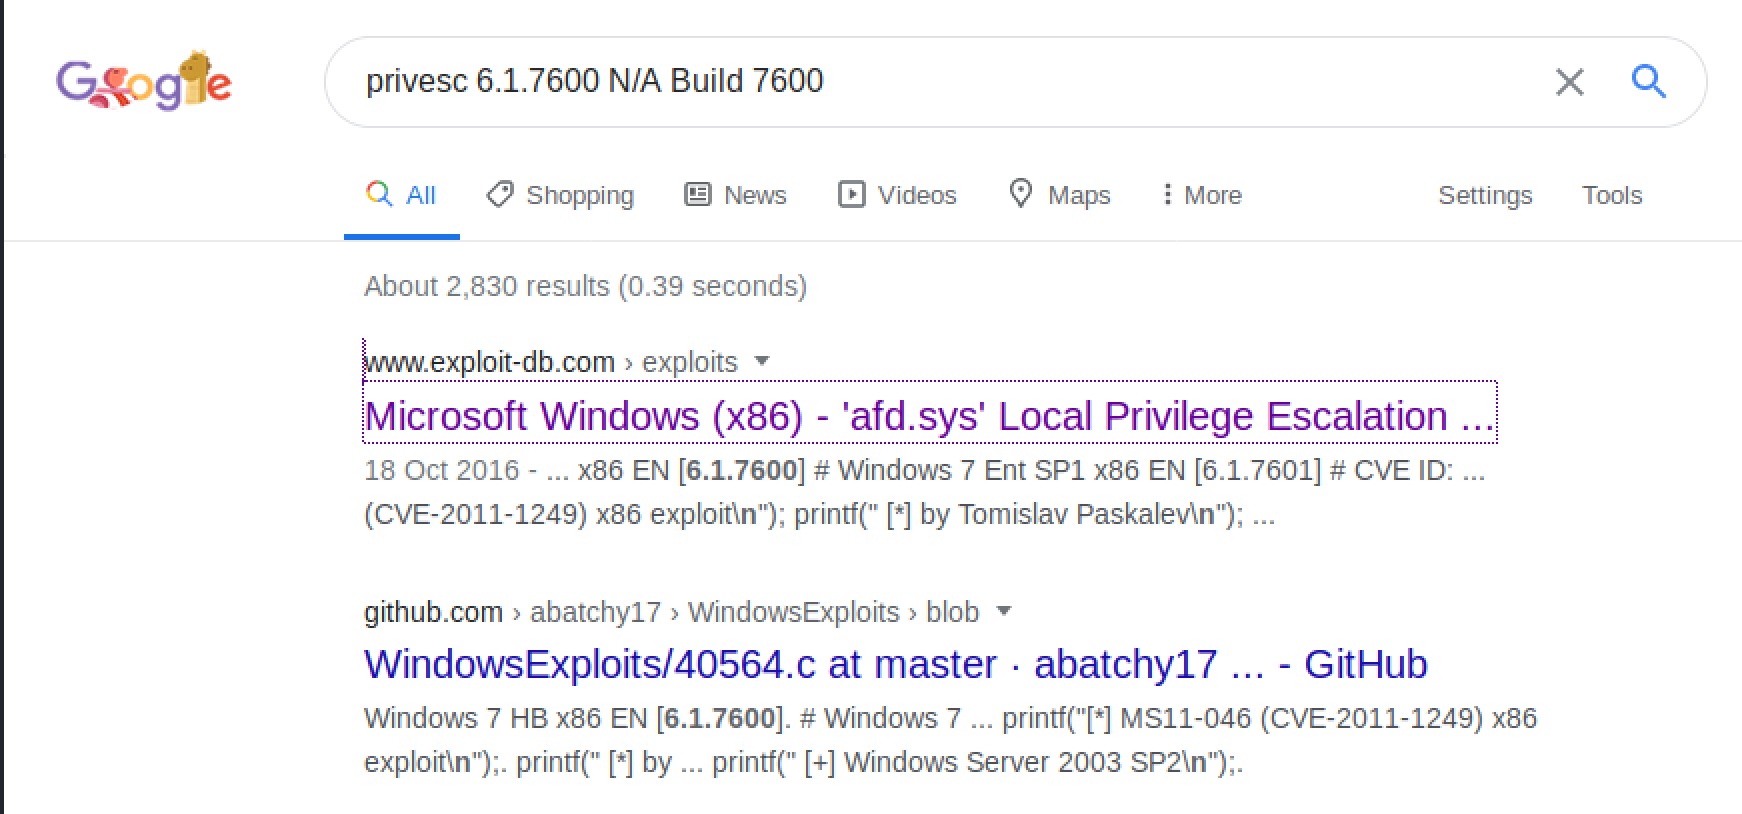 Google
privesc 6.1.7600 N/A Build 7600
All Shopping News Videos Maps More Settings Tools
About 2,830 results (0.39 seconds)
www.exploit-db.com › exploits
Microsoft Windows (x86) - 'afd.sys' Local Privilege Escalation ...
18 Oct 2016 - ... x86 EN [6.1.7600] # Windows 7 Ent SP1 x86 EN [6.1.7601] # CVE ID: ...
(CVE-2011-1249) x86 exploit\n"); printf(" [*] by Tomislav Paskalev\n"); ...
github.com › abatchy17 › WindowsExploits › blob
WindowsExploits/40564.c at master · abatchy17 ... - GitHub
Windows 7 HB x86 EN [6.1.7600]. # Windows 7 ... printf("[*] MS11-046 (CVE-2011-1249) x86
exploit\n");. printf(" [*] by ... printf(" [+] Windows Server 2003 SP2\n");.